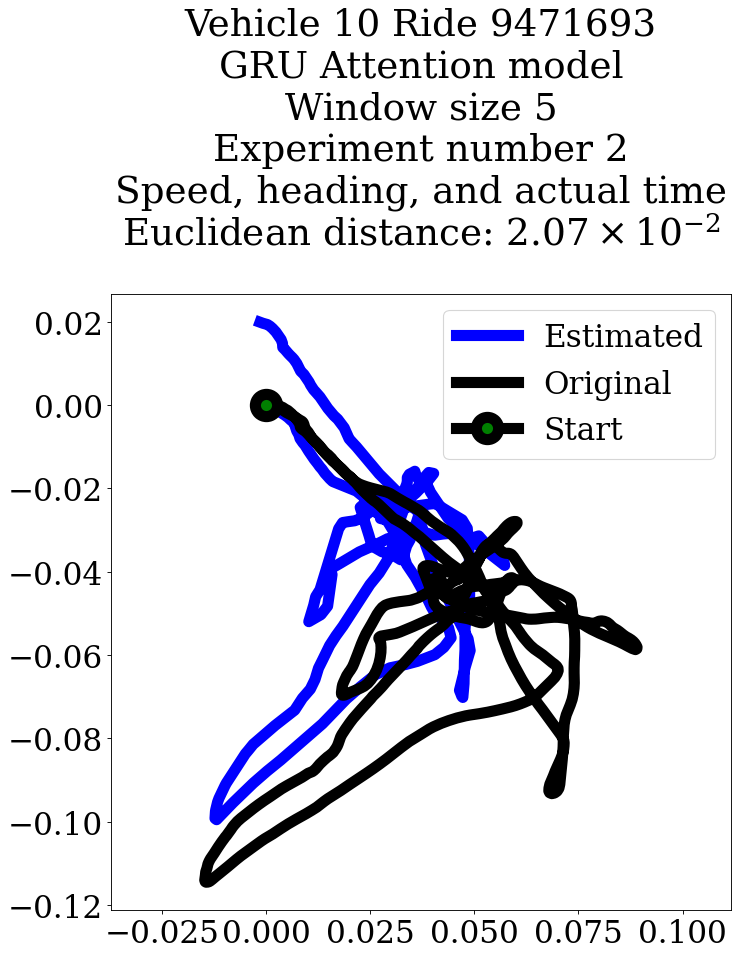 Vehicle 10 Ride 9471693
GRU Attention model
Window size 5
Experiment number 2
Speed, heading, and actual time
Euclidean distance: 2.07 × 10⁻²
Estimated
Original
Start
0.02
0.00
−0.02
−0.04
−0.06
−0.08
−0.10
−0.12
−0.025 0.000 0.025 0.050 0.075 0.100